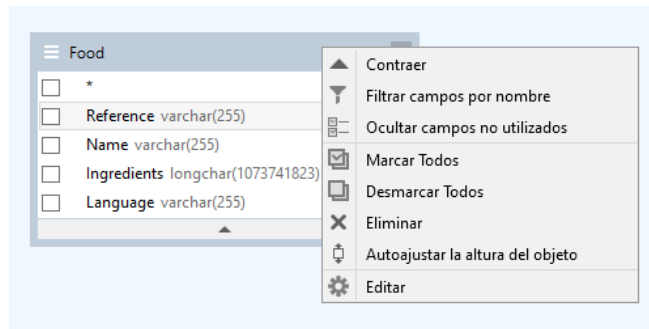 Food
*
Reference varchar(255)
Name varchar(255)
Ingredients longchar(1073741823)
Language varchar(255)
Contraer
Filtrar campos por nombre
Ocultar campos no utilizados
Marcar Todos
Desmarcar Todos
Eliminar
Autoajustar la altura del objeto
Editar